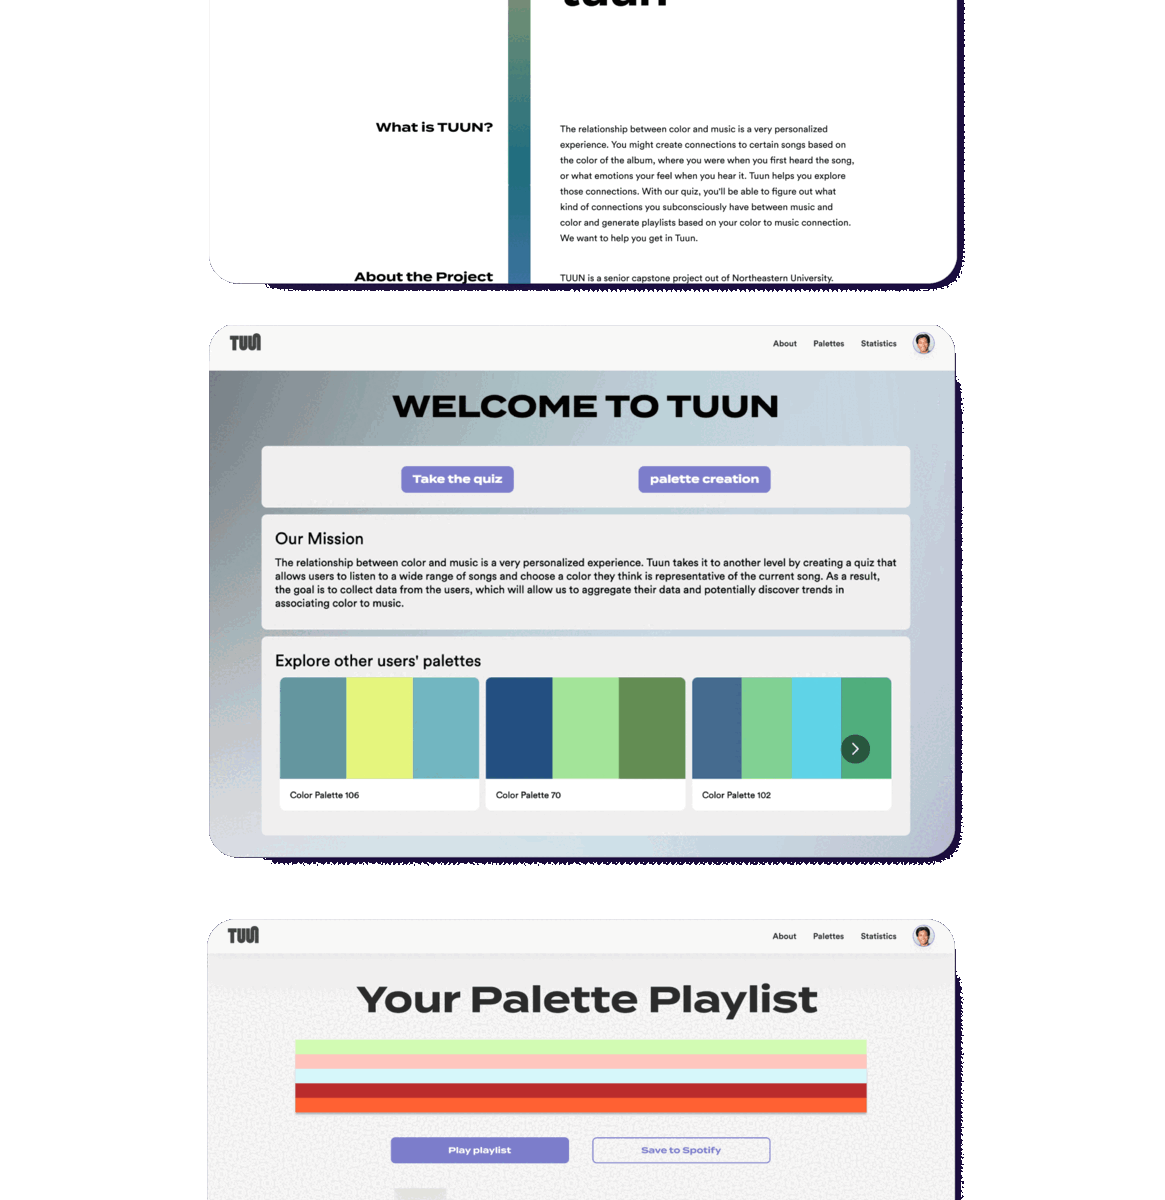 tuun
What is TUUN?
The relationship between color and music is a very personalized
experience. You might create connections to certain songs based on
the color of the album, where you were when you first heard the song,
or what emotions your feel when you hear it. Tuun helps you explore
those connections. With our quiz, you'll be able to figure out what
kind of connections you subconsciously have between music and
color and generate playlists based on your color to music connection.
We want to help you get in Tuun.
About the Project
TUUN is a senior capstone project out of Northeastern University.
TUUN
About Palettes Statistics
WELCOME TO TUUN
Take the quiz
palette creation
Our Mission
The relationship between color and music is a very personalized experience. Tuun takes it to another level by creating a quiz that
allows users to listen to a wide range of songs and choose a color they think is representative of the current song. As a result,
the goal is to collect data from the users, which will allow us to aggregate their data and potentially discover trends in
associating color to music.
Explore other users' palettes
Color Palette 106
Color Palette 70
Color Palette 102
TUUN
About Palettes Statistics
Your Palette Playlist
Play playlist
Save to Spotify